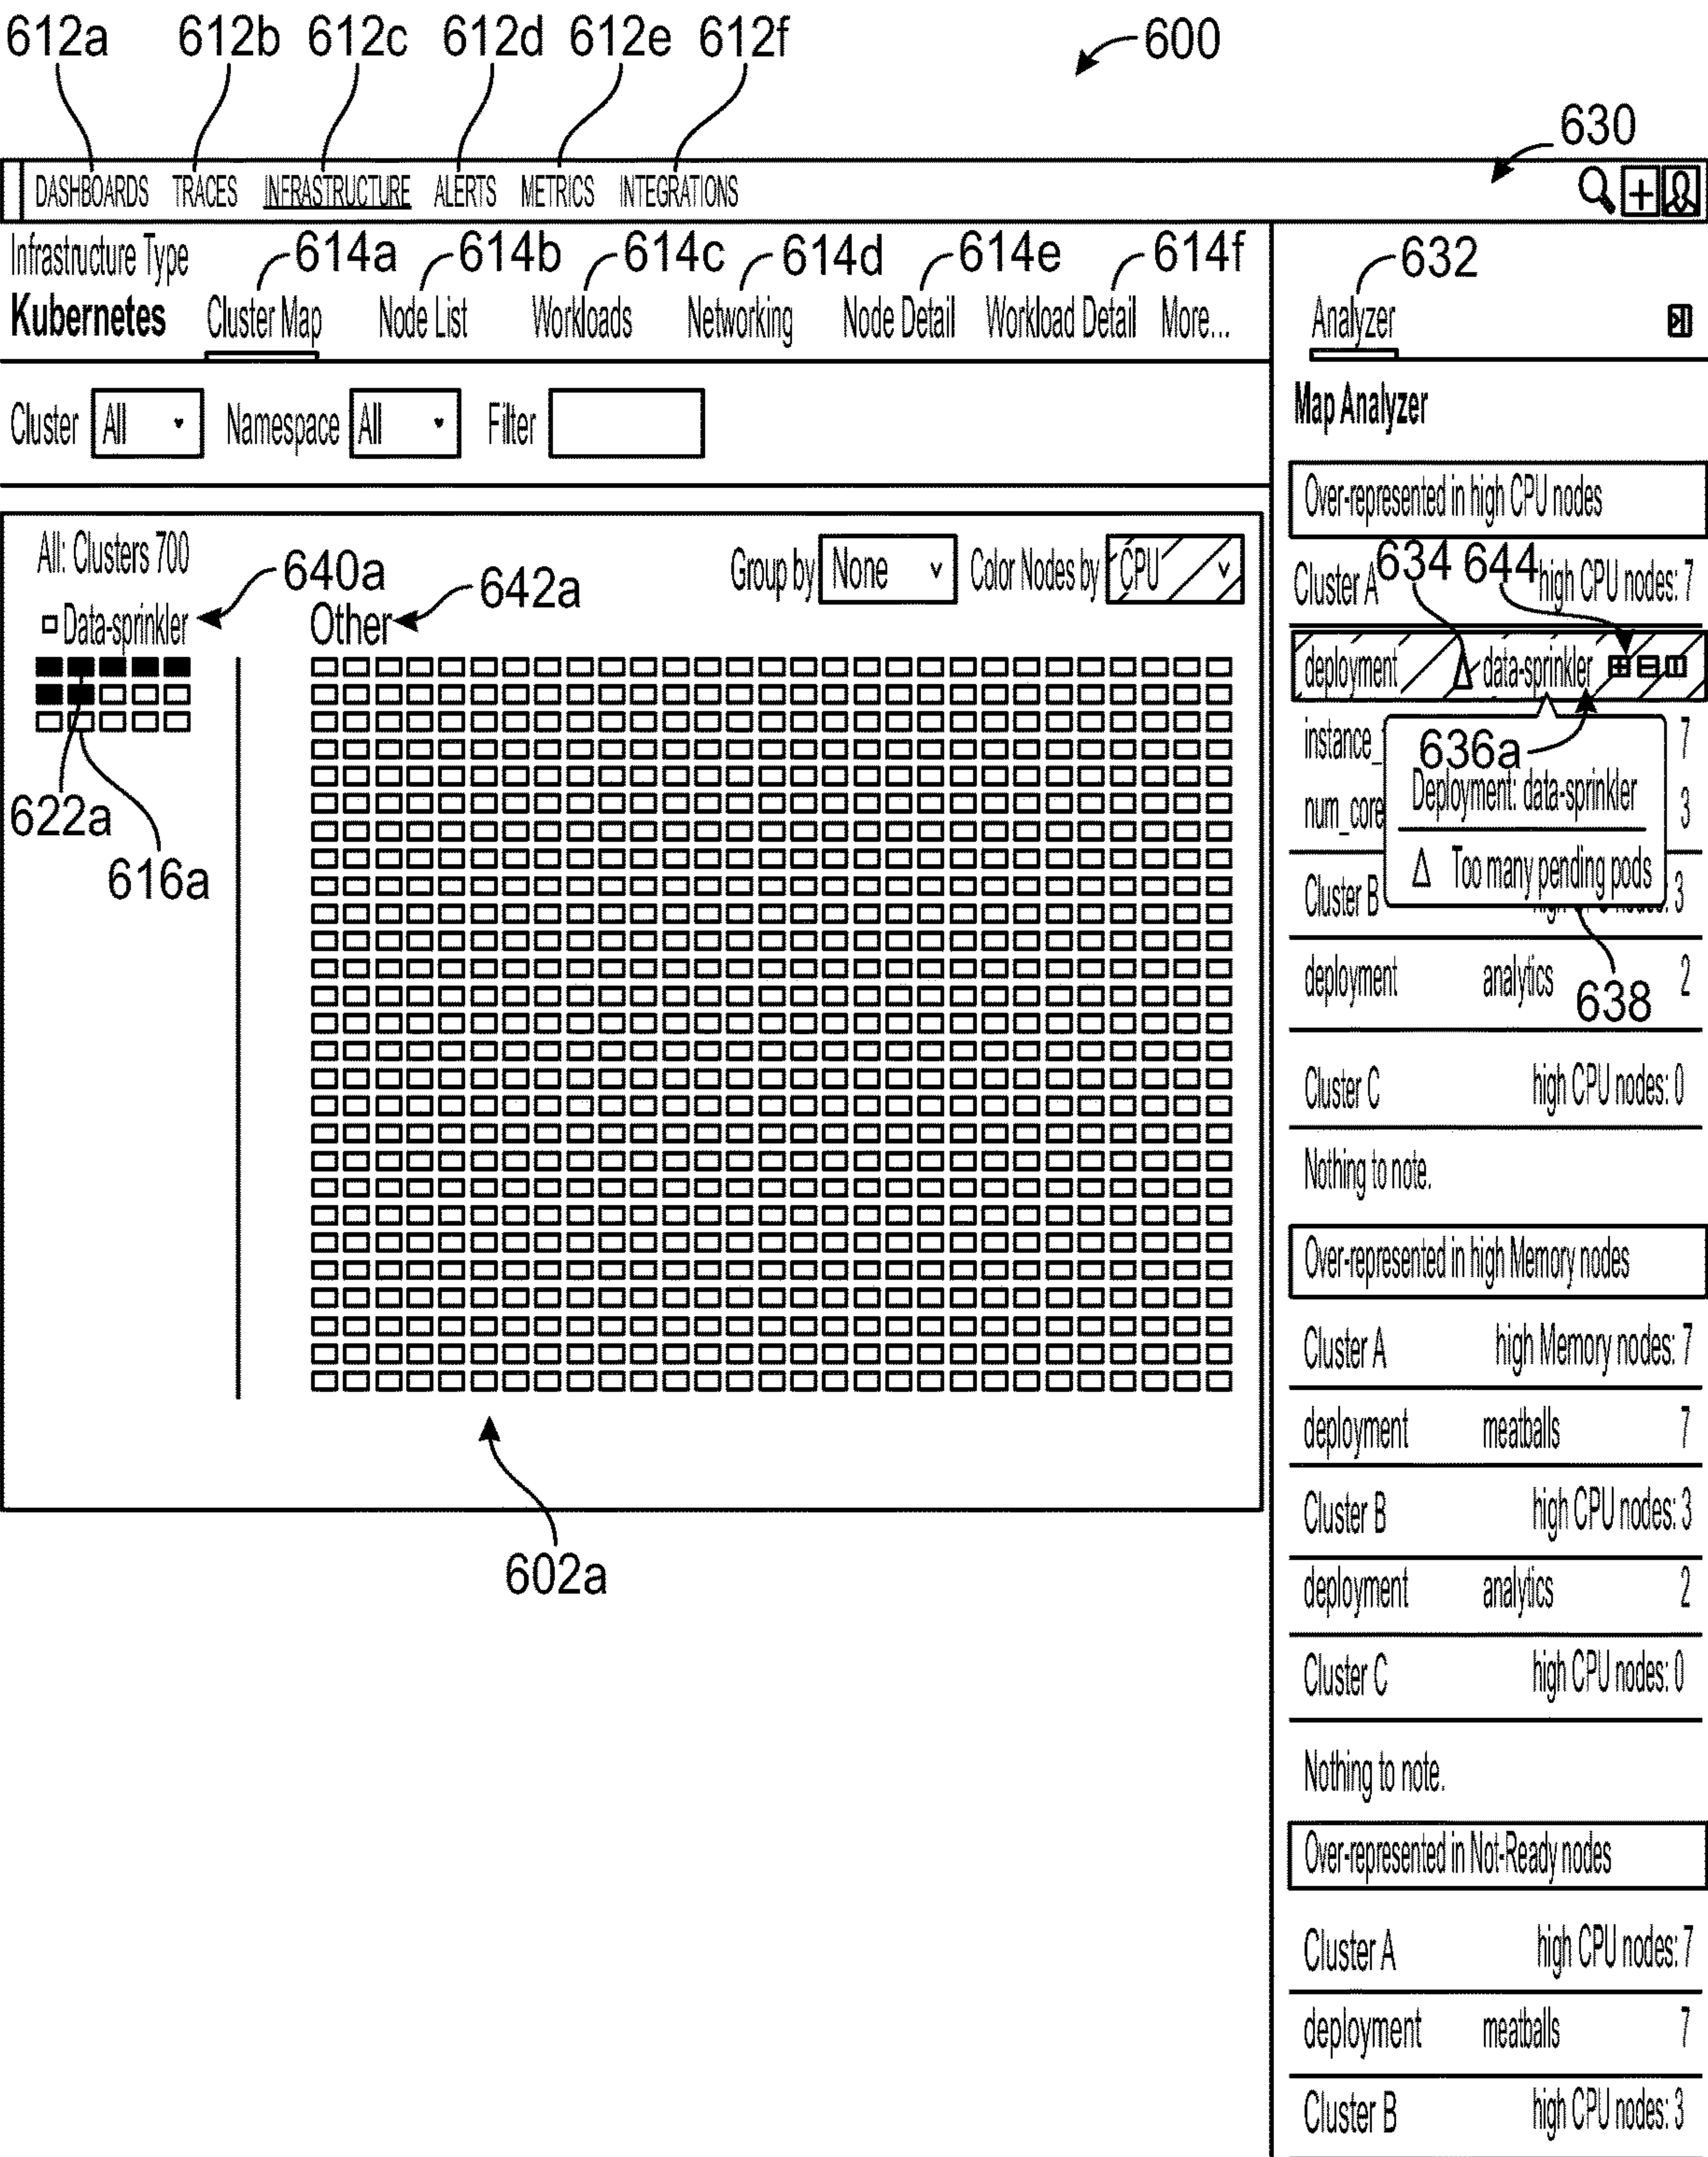 612a 612b 612c 612d 612e 612f 600
630
DASHBOARDS TRACES INFRASTRUCTURE ALERTS METRICS INTEGRATIONS
Infrastructure Type 614a 614b 614c 614d 614e 614f 632
Kubernetes Cluster Map Node List Workloads Networking Node Detail Workload Detail More... Analyzer
Cluster All Namespace All Filter
All: Clusters 700
640a
642a
Group by None Color Nodes by CPU
Data-sprinkler Other
622a
616a
602a
Map Analyzer
Over-represented in high CPU nodes
Cluster A 634 644 high CPU nodes: 7
deployment data-sprinkler
instance_ 636a 7
Deployment: data-sprinkler
num_core 3
Too many pending pods
Cluster B 3
deployment analytics 2
638
Cluster C high CPU nodes: 0
Nothing to note.
Over-represented in high Memory nodes
Cluster A high Memory nodes: 7
deployment meatballs 7
Cluster B high CPU nodes: 3
deployment analytics 2
Cluster C high CPU nodes: 0
Nothing to note.
Over-represented in Not-Ready nodes
Cluster A high CPU nodes: 7
deployment meatballs 7
Cluster B high CPU nodes: 3